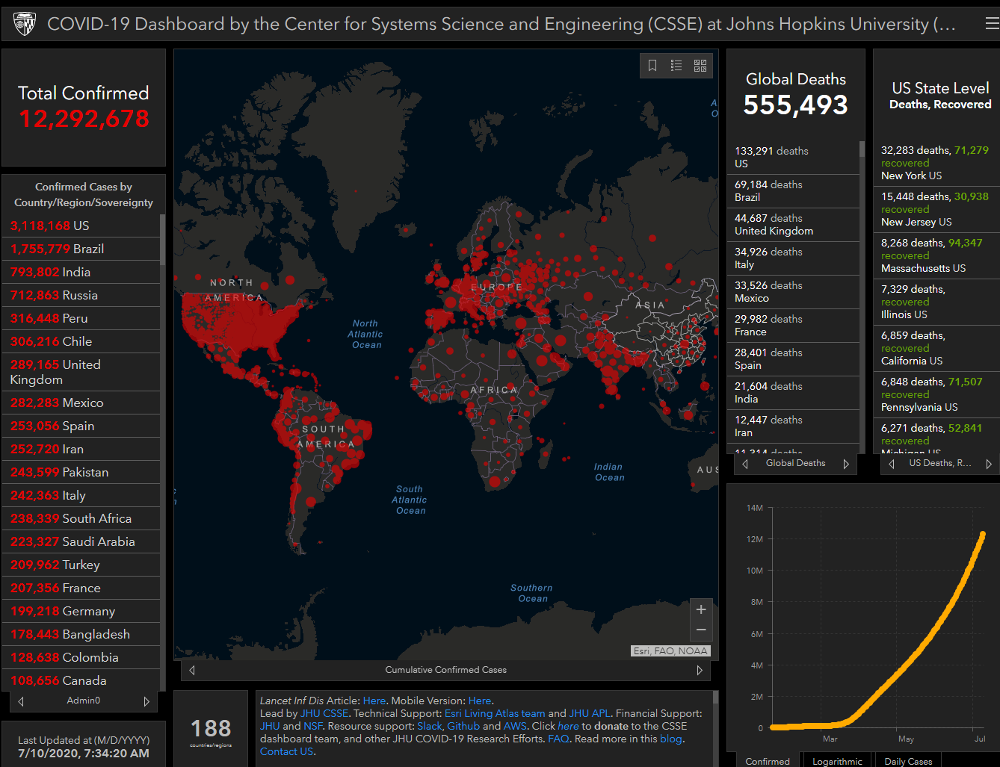 COVID-19 Dashboard by the Center for Systems Science and Engineering (CSSE) at Johns Hopkins University (...
Total Confirmed
12,292,678
Confirmed Cases by
Country/Region/Sovereignty
3,118,168 US
1,755,779 Brazil
793,802 India
712,863 Russia
316,448 Peru
306,216 Chile
289,165 United
Kingdom
282,283 Mexico
253,056 Spain
252,720 Iran
243,599 Pakistan
242,363 Italy
238,339 South Africa
223,327 Saudi Arabia
209,962 Turkey
207,356 France
199,218 Germany
178,443 Bangladesh
128,638 Colombia
108,656 Canada
Admin0
Last Updated at (M/D/YYYY)
7/10/2020, 7:34:20 AM
A
O
NORTH
AMERICA
EUROPE
ASIA
North
Atlantic
Ocean
AFRICA
SOUTH
AMERICA
Indian
Ocean
AUS
South
Atlantic
Ocean
Southern
Ocean
+
−
Esri, FAO, NOAA
Cumulative Confirmed Cases
188
countries/regions
Lancet Inf Dis Article: Here. Mobile Version: Here.
Lead by JHU CSSE. Technical Support: Esri Living Atlas team and JHU APL. Financial Support:
JHU and NSF. Resource support: Slack, Github and AWS. Click here to donate to the CSSE
dashboard team, and other JHU COVID-19 Research Efforts. FAQ. Read more in this blog.
Contact US.
Global Deaths
555,493
133,291 deaths
US
69,184 deaths
Brazil
44,687 deaths
United Kingdom
34,926 deaths
Italy
33,526 deaths
Mexico
29,982 deaths
France
28,401 deaths
Spain
21,604 deaths
India
12,447 deaths
Iran
11,314 deaths
Global Deaths
US State Level
Deaths, Recovered
32,283 deaths, 71,279
recovered
New York US
15,448 deaths, 30,938
recovered
New Jersey US
8,268 deaths, 94,347
recovered
Massachusetts US
7,329 deaths,
recovered
Illinois US
6,859 deaths,
recovered
California US
6,848 deaths, 71,507
recovered
Pennsylvania US
6,271 deaths, 52,841
recovered
Michigan US
US Deaths, R...
14M
12M
10M
8M
6M
4M
2M
0
Mar
May
Jul
Confirmed
Logarithmic
Daily Cases